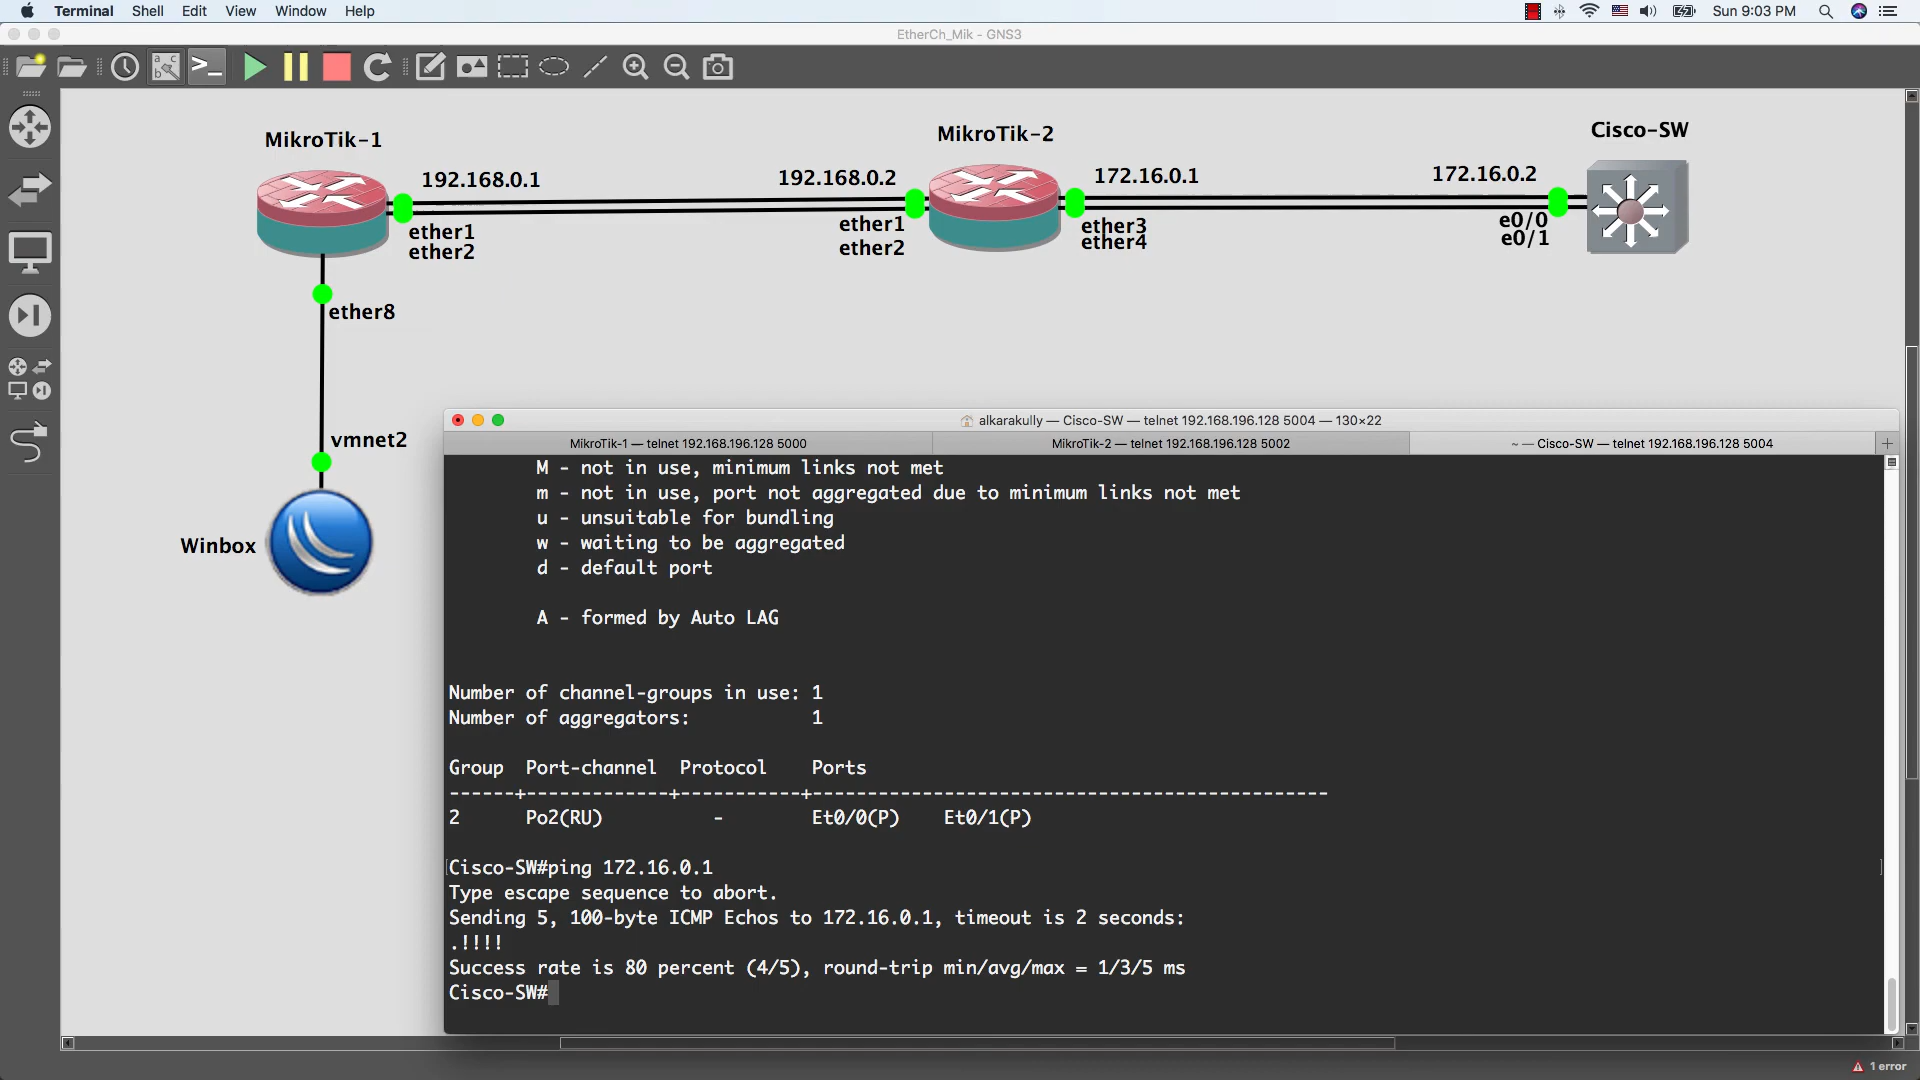 Terminal Shell Edit View Window Help Sun 9:03 PM
EtherCh_Mik - GNS3
MikroTik-1
MikroTik-2
Cisco-SW
192.168.0.1
192.168.0.2
172.16.0.1
172.16.0.2
ether1
ether2
ether1
ether2
ether3
ether4
e0/0
e0/1
ether8
vmnet2
Winbox
alkarakully — Cisco-SW — telnet 192.168.196.128 5004 — 130×22
MikroTik-1 — telnet 192.168.196.128 5000
MikroTik-2 — telnet 192.168.196.128 5002
~ — Cisco-SW — telnet 192.168.196.128 5004
M - not in use, minimum links not met
m - not in use, port not aggregated due to minimum links not met
u - unsuitable for bundling
w - waiting to be aggregated
d - default port
A - formed by Auto LAG
Number of channel-groups in use: 1
Number of aggregators: 1
Group Port-channel Protocol Ports
------+-------------+-----------+-----------------------------------------------
2 Po2(RU) - Et0/0(P) Et0/1(P)
Cisco-SW#ping 172.16.0.1
Type escape sequence to abort.
Sending 5, 100-byte ICMP Echos to 172.16.0.1, timeout is 2 seconds:
.!!!!
Success rate is 80 percent (4/5), round-trip min/avg/max = 1/3/5 ms
Cisco-SW#
1 error